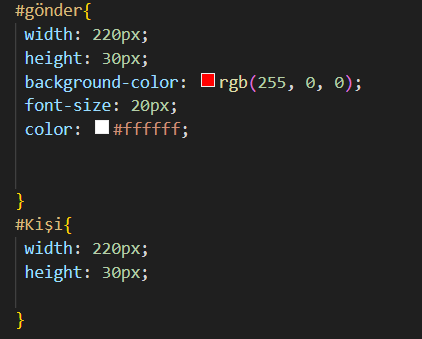 #gönder{
width: 220px;
height: 30px;
background-color: rgb(255, 0, 0);
font-size: 20px;
color: #ffffff;
}
#Kişi{
width: 220px;
height: 30px;
}